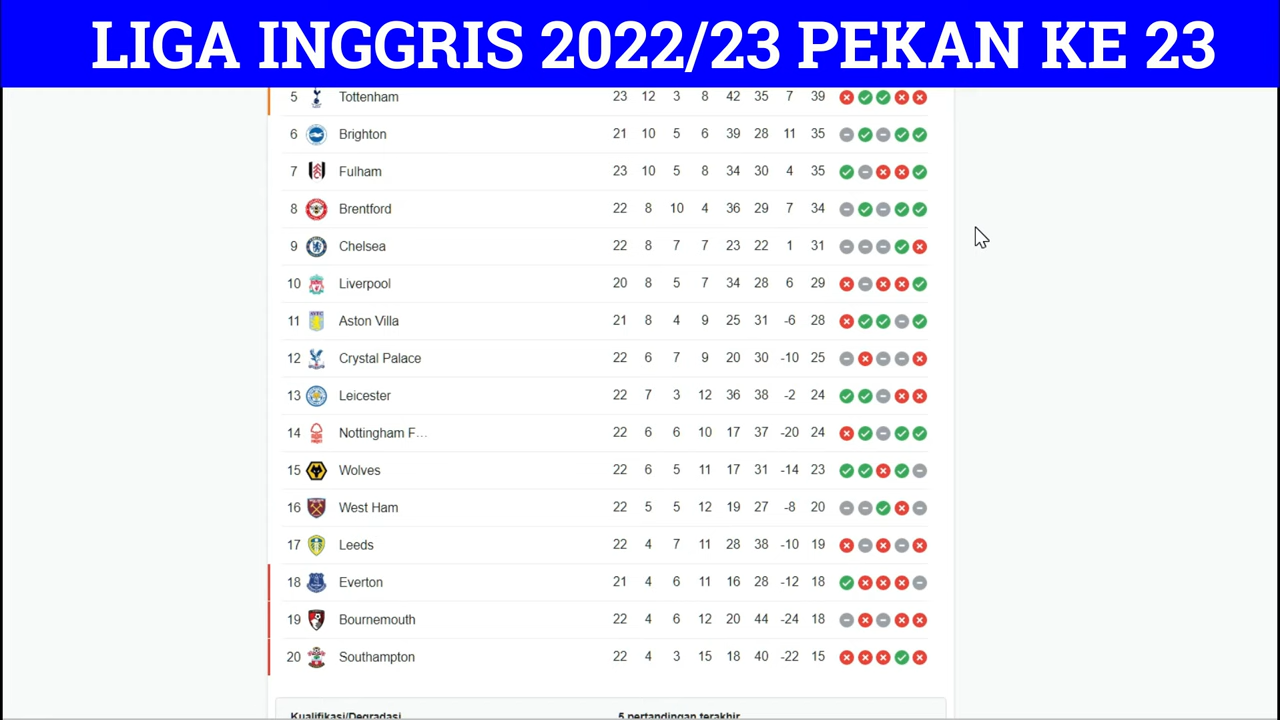 LIGA INGGRIS 2022/23 PEKAN KE 23
5 Tottenham 23 12 3 8 42 35 7 39
6 Brighton 21 10 5 6 39 28 11 35
7 Fulham 23 10 5 8 34 30 4 35
8 Brentford 22 8 10 4 36 29 7 34
9 Chelsea 22 8 7 7 23 22 1 31
10 Liverpool 20 8 5 7 34 28 6 29
11 Aston Villa 21 8 4 9 25 31 -6 28
12 Crystal Palace 22 6 7 9 20 30 -10 25
13 Leicester 22 7 3 12 36 38 -2 24
14 Nottingham F... 22 6 6 10 17 37 -20 24
15 Wolves 22 6 5 11 17 31 -14 23
16 West Ham 22 5 5 12 19 27 -8 20
17 Leeds 22 4 7 11 28 38 -10 19
18 Everton 21 4 6 11 16 28 -12 18
19 Bournemouth 22 4 6 12 20 44 -24 18
20 Southampton 22 4 3 15 18 40 -22 15
Kualifikasi/Degradasi 5 pertandingan terakhir